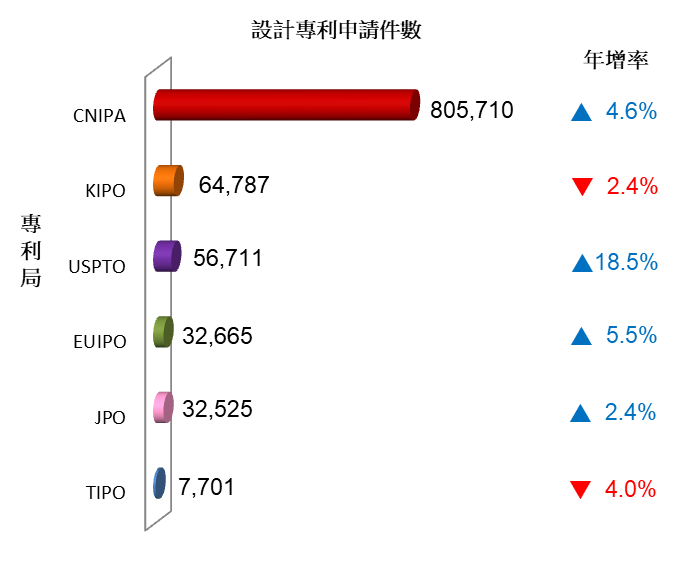 設計專利申請件數
年增率
專利局
CNIPA 805,710 ▲ 4.6%
KIPO 64,787 ▼ 2.4%
USPTO 56,711 ▲18.5%
EUIPO 32,665 ▲ 5.5%
JPO 32,525 ▲ 2.4%
TIPO 7,701 ▼ 4.0%